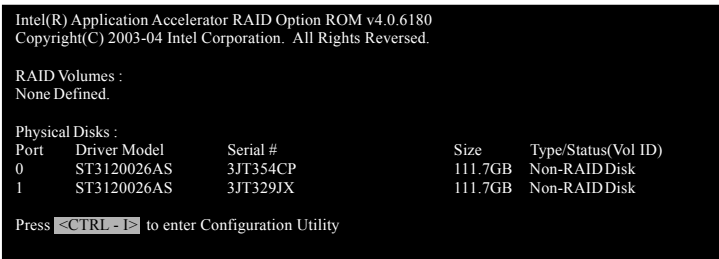 Intel(R) Application Accelerator RAID Option ROM v4.0.6180
Copyright(C) 2003-04 Intel Corporation.  All Rights Reversed.
RAID Volumes :
None Defined.
Physical Disks :
Port Driver Model Serial # Size Type/Status(Vol ID)
0 ST3120026AS 3JT354CP 111.7GB Non-RAID Disk
1 ST3120026AS 3JT329JX 111.7GB Non-RAID Disk
Press <CTRL - I> to enter Configuration Utility